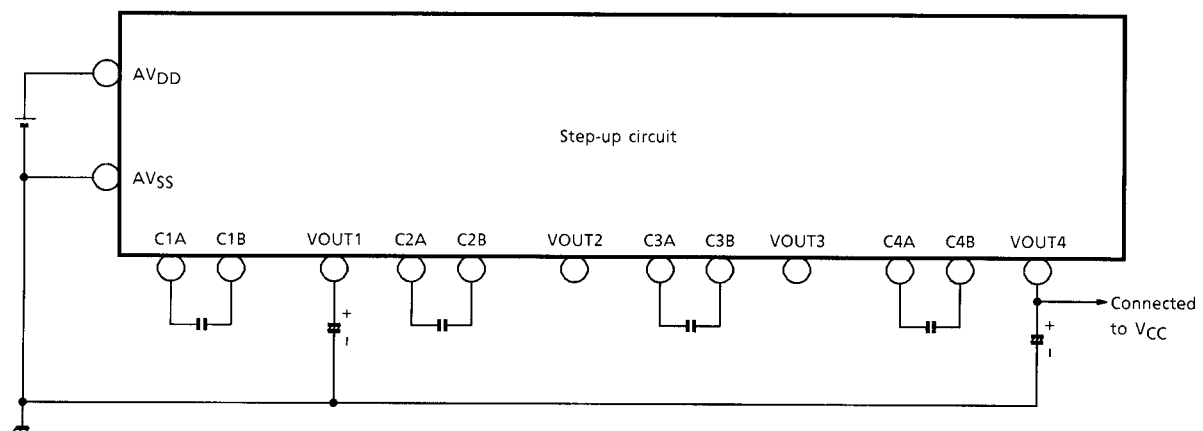 AVDD
Step-up circuit
AVSS
C1A C1B VOUT1 C2A C2B VOUT2 C3A C3B VOUT3 C4A C4B VOUT4
+
+
Connected
to VCC